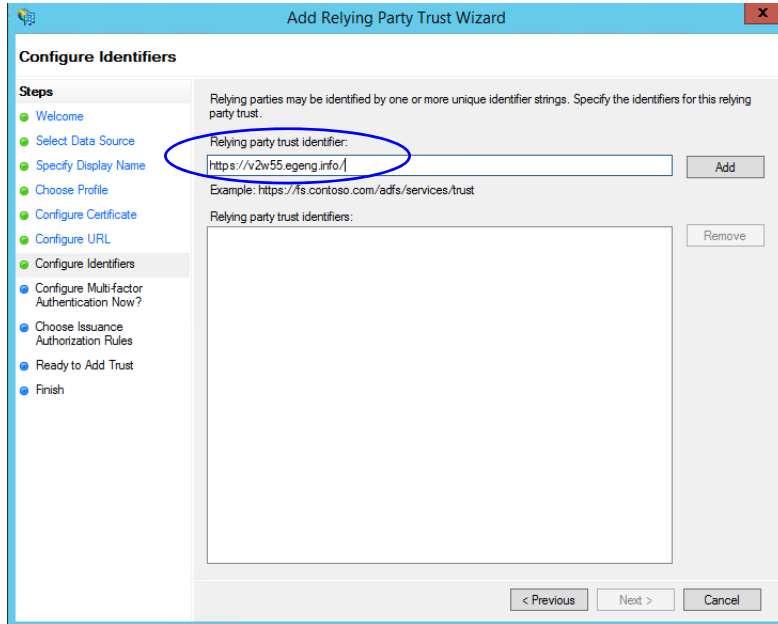 Add Relying Party Trust Wizard
x
Configure Identifiers
Steps
Welcome
Select Data Source
Specify Display Name
Choose Profile
Configure Certificate
Configure URL
Configure Identifiers
Configure Multi-factor
Authentication Now?
Choose Issuance
Authorization Rules
Ready to Add Trust
Finish
Relying parties may be identified by one or more unique identifier strings. Specify the identifiers for this relying
party trust.
Relying party trust identifier:
https://v2w55.egeng.info/
Add
Example: https://fs.contoso.com/adfs/services/trust
Relying party trust identifiers:
Remove
< Previous
Next >
Cancel